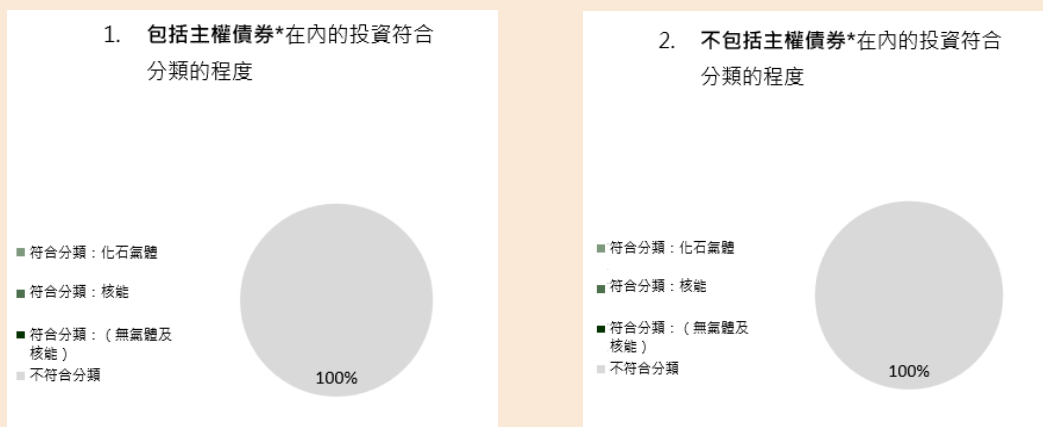 1. 包括主權債券*在內的投資符合
分類的程度
符合分類：化石氣體
符合分類：核能
符合分類：（無氣體及
核能）
不符合分類
100%
2. 不包括主權債券*在內的投資符合
分類的程度
符合分類：化石氣體
符合分類：核能
符合分類：（無氣體及
核能）
不符合分類
100%